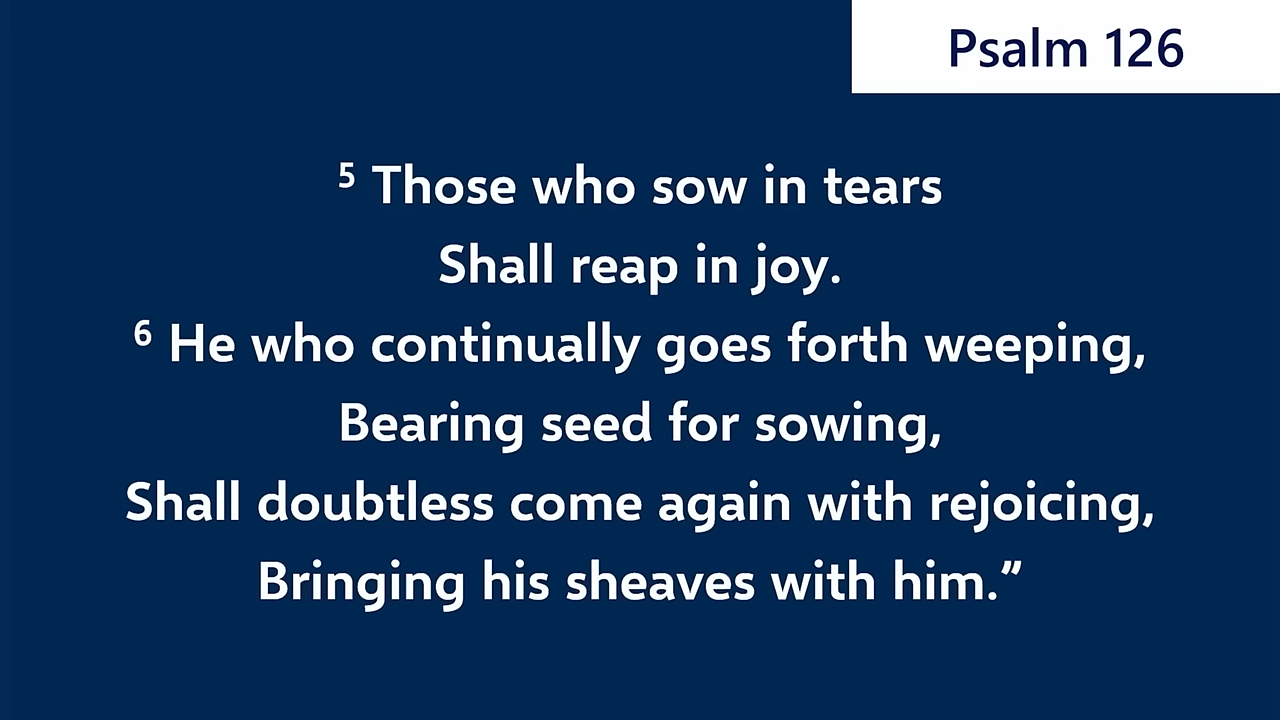 Psalm 126
⁵ Those who sow in tears
Shall reap in joy.
⁶ He who continually goes forth weeping,
Bearing seed for sowing,
Shall doubtless come again with rejoicing,
Bringing his sheaves with him.”